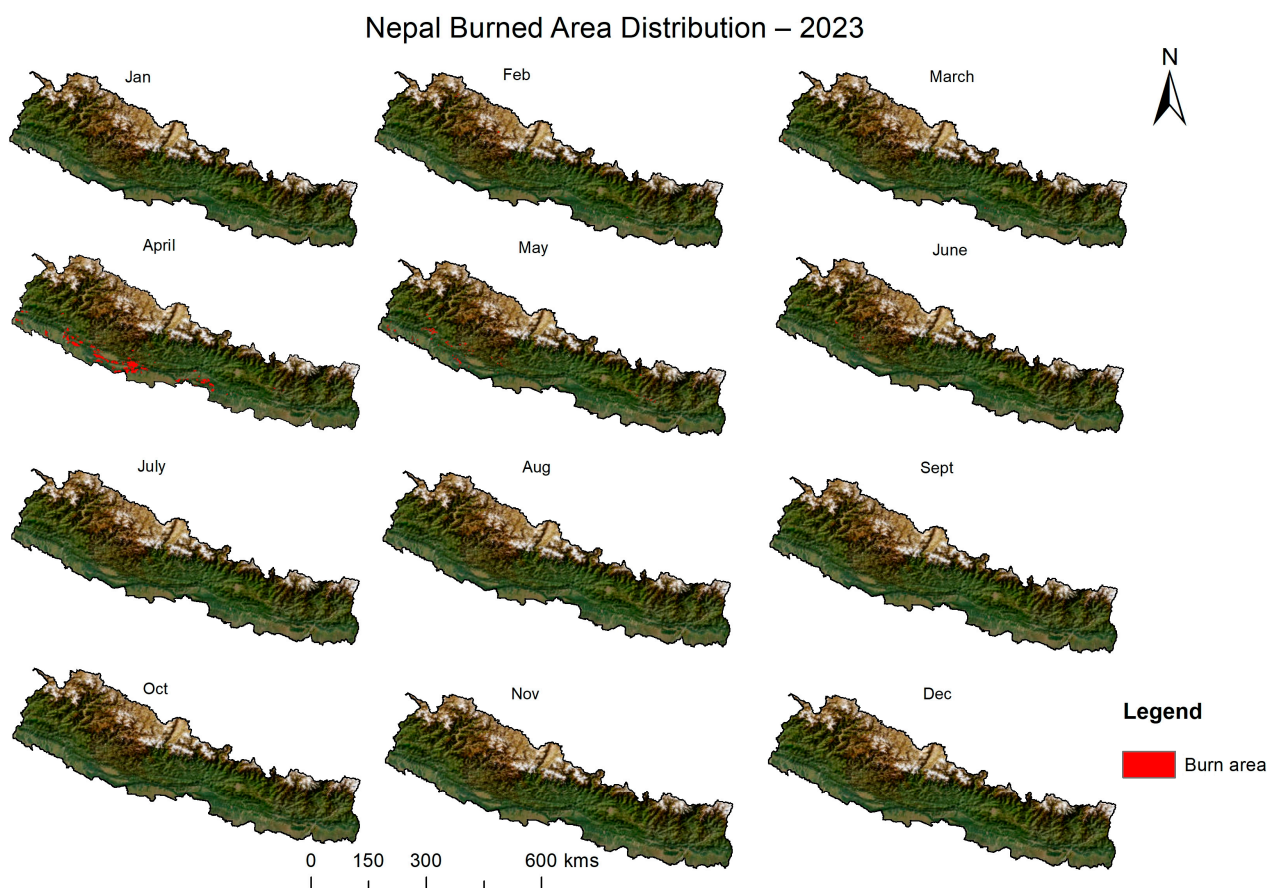 Nepal Burned Area Distribution – 2023
N
Jan
Feb
March
April
May
June
July
Aug
Sept
Oct
Nov
Dec
Legend
Burn area
0 150 300 600 kms